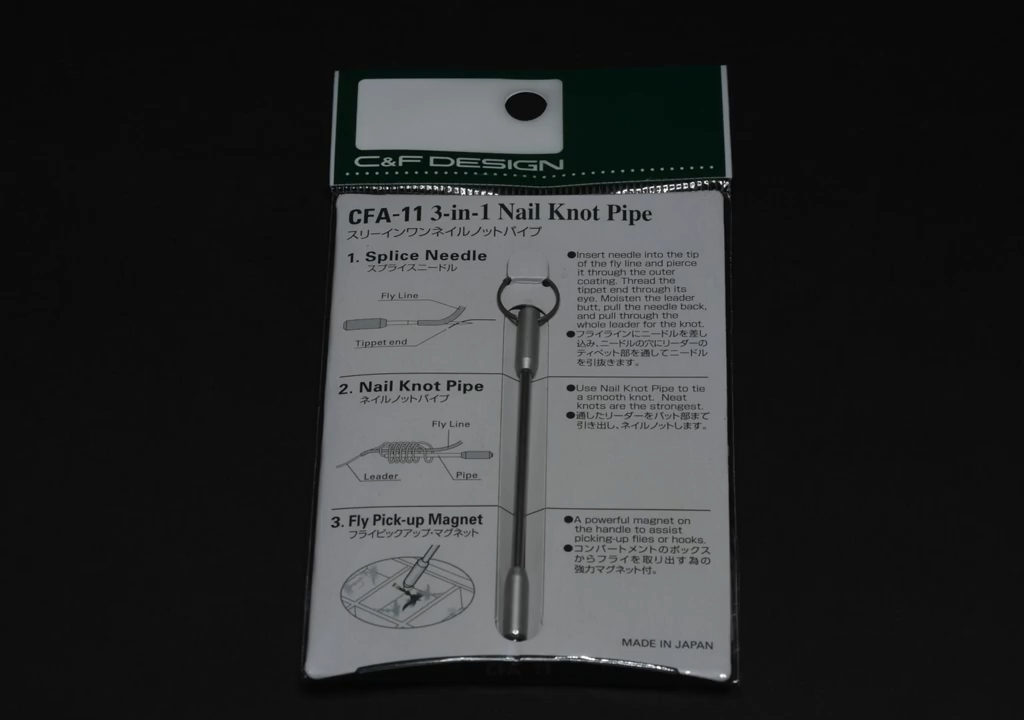 C&F DESIGN
CFA-11 3-in-1 Nail Knot Pipe
スリーインワンネイルノットパイプ
1. Splice Needle
スプライスニードル
Fly Line
Tippet end
●Insert needle into the tip
of the fly line and pierce
it through the outer
coating. Thread the
tippet end through its
eye. Moisten the leader
butt, pull the needle back,
and pull through the
whole leader for the knot.
●フライラインにニードルを差し
込み、ニードルの穴にリーダーの
ティペット部を通してニードル
を引抜きます。
2. Nail Knot Pipe
ネイルノットパイプ
Fly Line
Leader
Pipe
●Use Nail Knot Pipe to tie
a smooth knot. Neat
knots are the strongest.
●通したリーダーをバット部まで
引き出し、ネイルノットします。
3. Fly Pick-up Magnet
フライピックアップ・マグネット
●A powerful magnet on
the handle to assist
picking-up flies or hooks.
●コンパートメントのボックス
からフライを取り出す為の
強力マグネット付。
MADE IN JAPAN